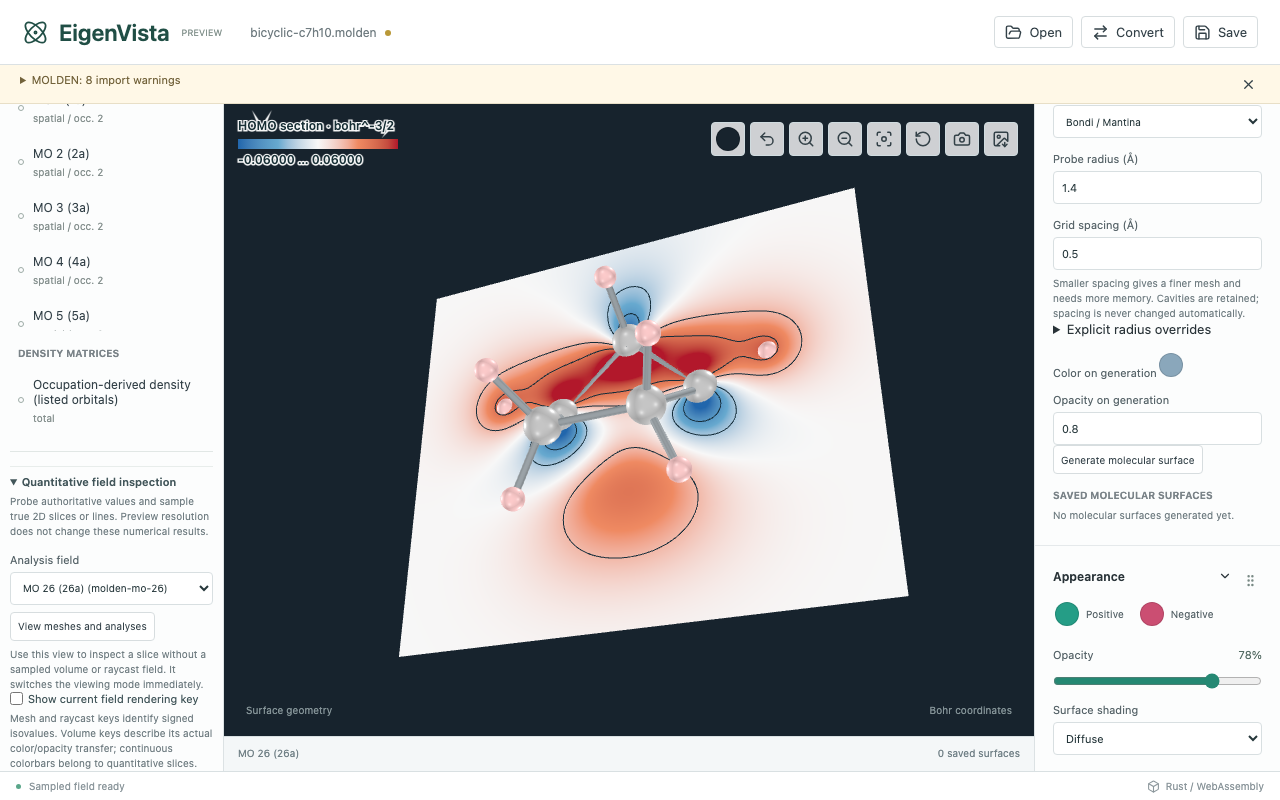 EigenVista PREVIEW bicyclic-c7h10.molden Open Convert Save
MOLDEN: 8 import warnings
spatial / occ. 2
MO 2 (2a)
spatial / occ. 2
MO 3 (3a)
spatial / occ. 2
MO 4 (4a)
spatial / occ. 2
MO 5 (5a)
DENSITY MATRICES
Occupation-derived density
(listed orbitals)
total
Quantitative field inspection
Probe authoritative values and sample
true 2D slices or lines. Preview resolution
does not change these numerical results.
Analysis field
MO 26 (26a) (molden-mo-26)
View meshes and analyses
Use this view to inspect a slice without a
sampled volume or raycast field. It
switches the viewing mode immediately.
Show current field rendering key
Mesh and raycast keys identify signed
isovalues. Volume keys describe its actual
color/opacity transfer; continuous
colorbars belong to quantitative slices.
HOMO section · bohr^-3/2
-0.06000 ... 0.06000
Surface geometry
Bohr coordinates
MO 26 (26a)
0 saved surfaces
Bondi / Mantina
Probe radius (Å)
1.4
Grid spacing (Å)
0.5
Smaller spacing gives a finer mesh and
needs more memory. Cavities are retained;
spacing is never changed automatically.
Explicit radius overrides
Color on generation
Opacity on generation
0.8
Generate molecular surface
SAVED MOLECULAR SURFACES
No molecular surfaces generated yet.
Appearance
Positive Negative
Opacity 78%
Surface shading
Diffuse
Sampled field ready
Rust / WebAssembly